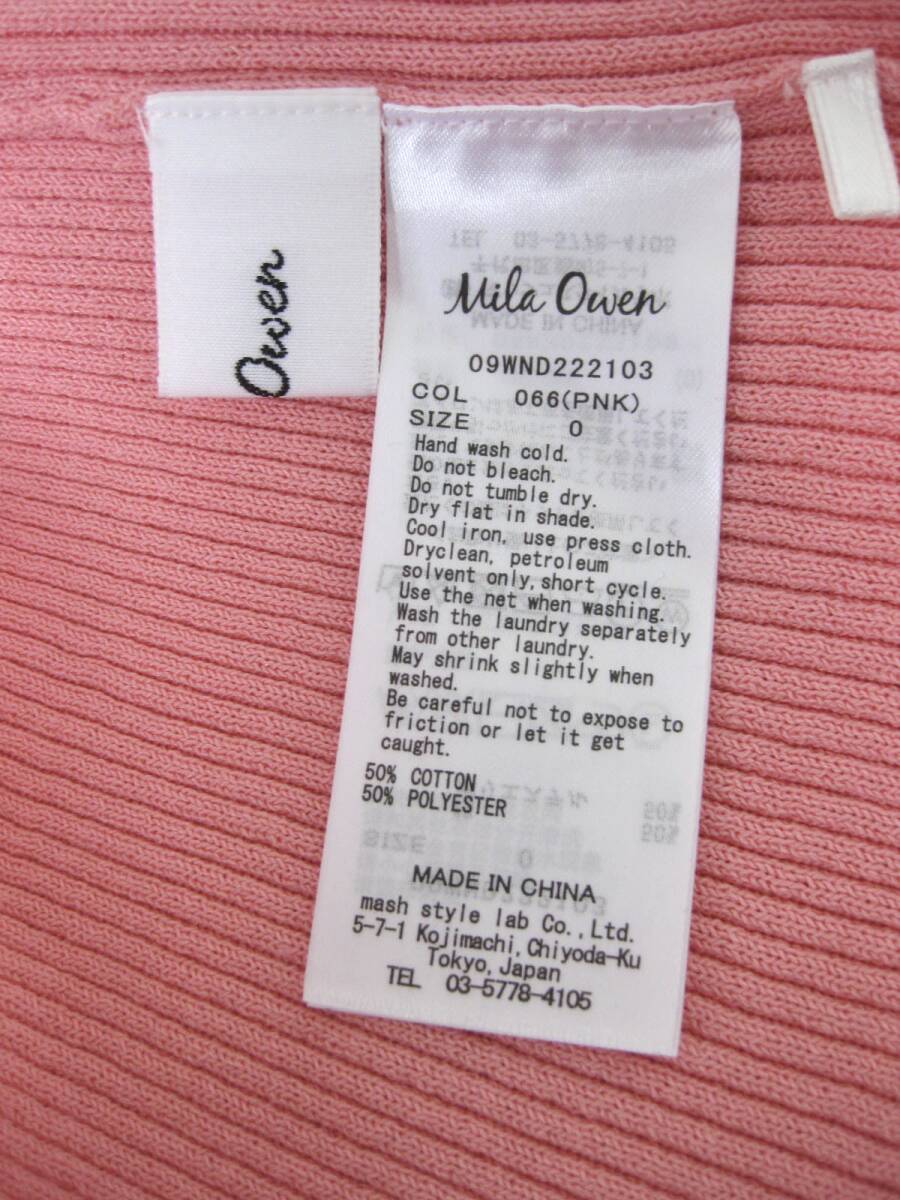 Owen
Mila Owen
09WND222103
COL 066(PNK)
SIZE 0
Hand wash cold.
Do not bleach.
Do not tumble dry.
Dry flat in shade.
Cool iron, use press cloth.
Dryclean, petroleum
solvent only,short cycle.
Use the net when washing.
Wash the laundry separately
from other laundry.
May shrink slightly when
washed.
Be careful not to expose to
friction or let it get
caught.
50% COTTON
50% POLYESTER
MADE IN CHINA
mash style lab Co.,Ltd.
5-7-1 Kojimachi,Chiyoda-Ku
Tokyo,Japan
TEL 03-5778-4105